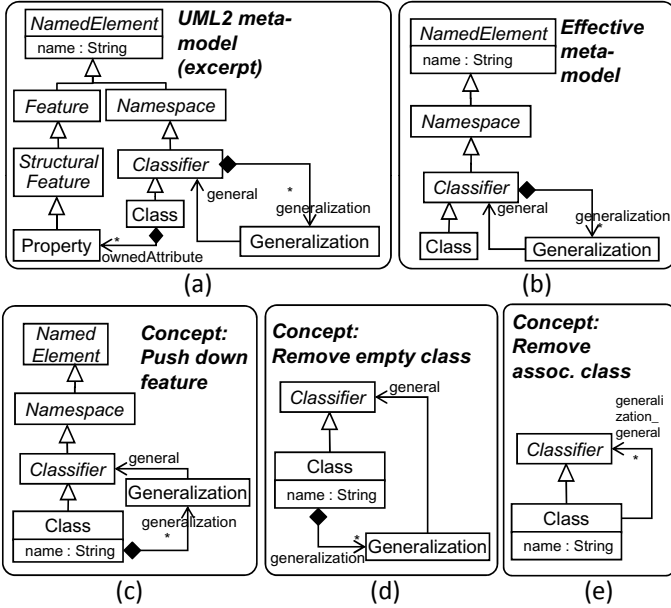 NamedElement
name : String
UML2 meta-
model
(excerpt)
Feature
Namespace
Structural
Feature
Classifier
general
*
generalization
Class
Property
*
ownedAttribute
Generalization
(a)
NamedElement
name : String
Effective
meta-
model
Namespace
Classifier
general
generalization
*
Class
Generalization
(b)
Named
Element
Concept:
Push down
feature
Namespace
Classifier
general
Generalization
generalization
*
Class
name : String
(c)
Concept:
Remove empty class
Classifier
general
Class
name : String
*
generalization
Generalization
(d)
Concept:
Remove
assoc. class
generali
zation_
general
*
Classifier
Class
name : String
(e)